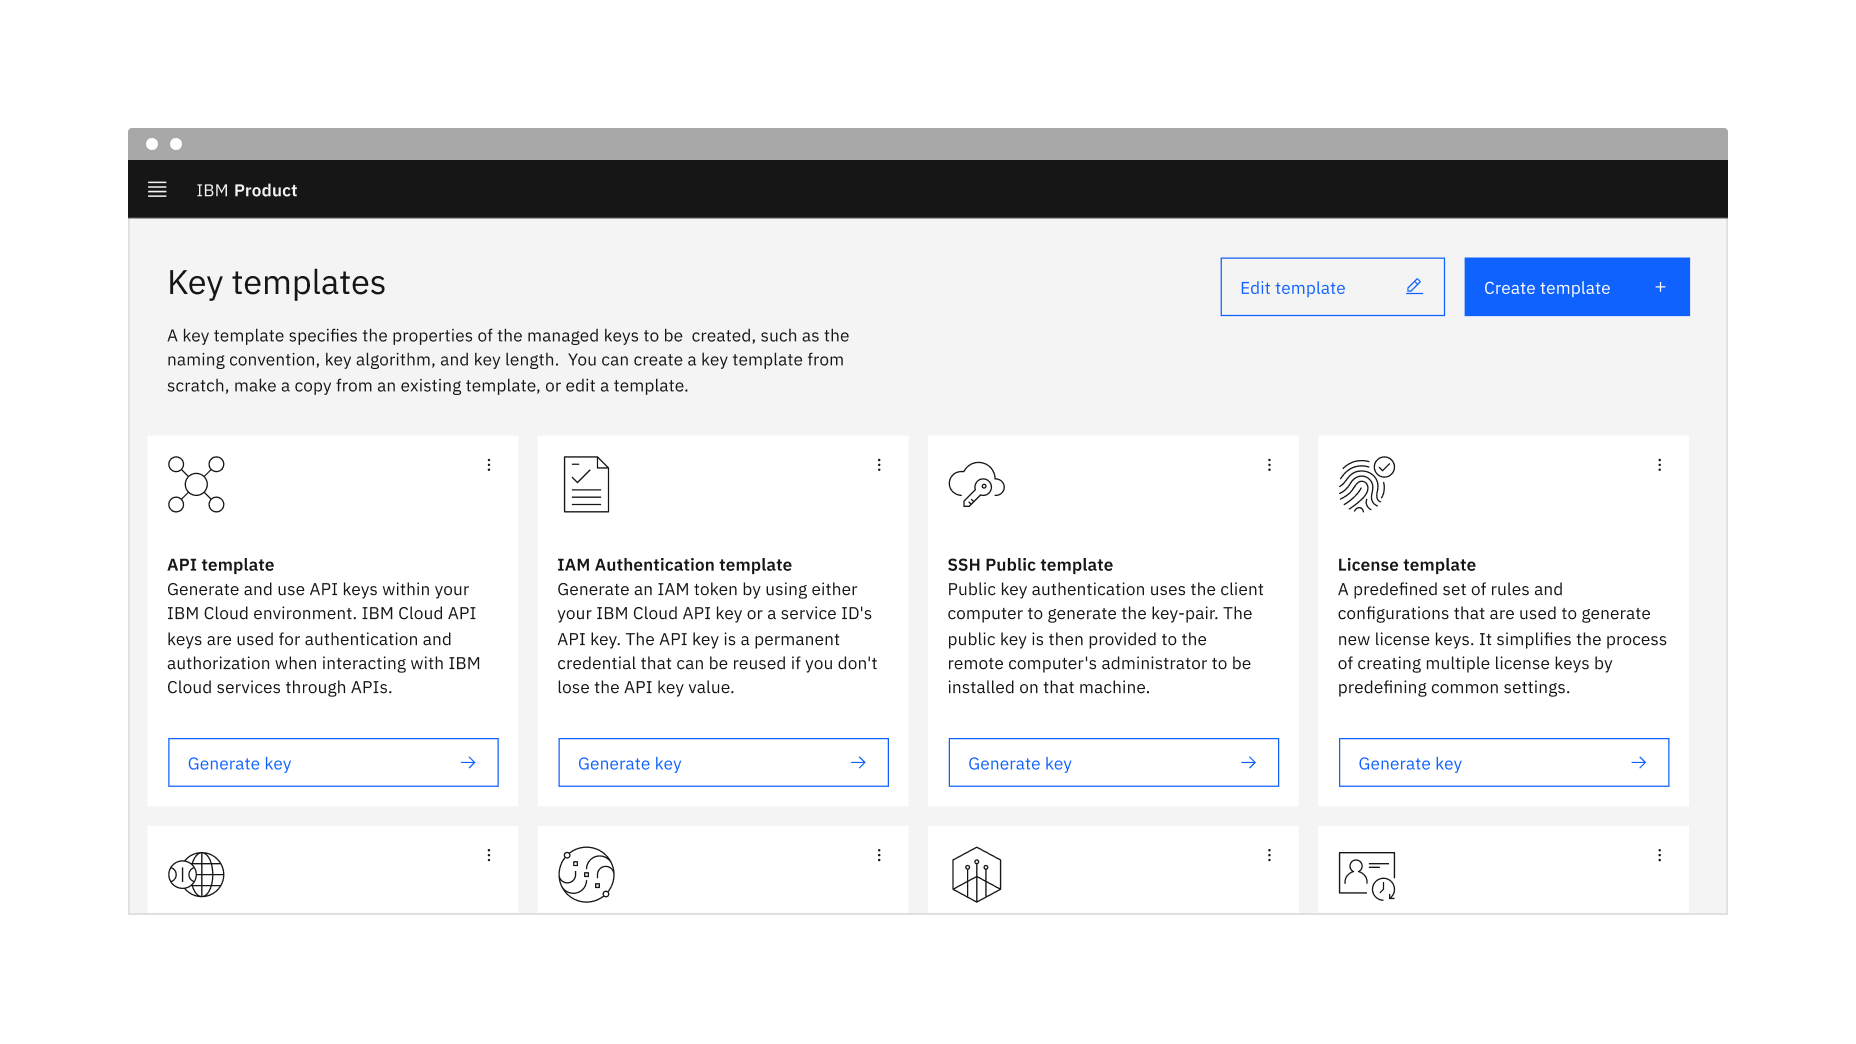 IBM Product
Key templates
Edit template
Create template
A key template specifies the properties of the managed keys to be  created, such as the
naming convention, key algorithm, and key length.  You can create a key template from
scratch, make a copy from an existing template, or edit a template.
API template
Generate and use API keys within your
IBM Cloud environment. IBM Cloud API
keys are used for authentication and
authorization when interacting with IBM
Cloud services through APIs.
Generate key
IAM Authentication template
Generate an IAM token by using either
your IBM Cloud API key or a service ID's
API key. The API key is a permanent
credential that can be reused if you don't
lose the API key value.
Generate key
SSH Public template
Public key authentication uses the client
computer to generate the key-pair. The
public key is then provided to the
remote computer's administrator to be
installed on that machine.
Generate key
License template
A predefined set of rules and
configurations that are used to generate
new license keys. It simplifies the process
of creating multiple license keys by
predefining common settings.
Generate key